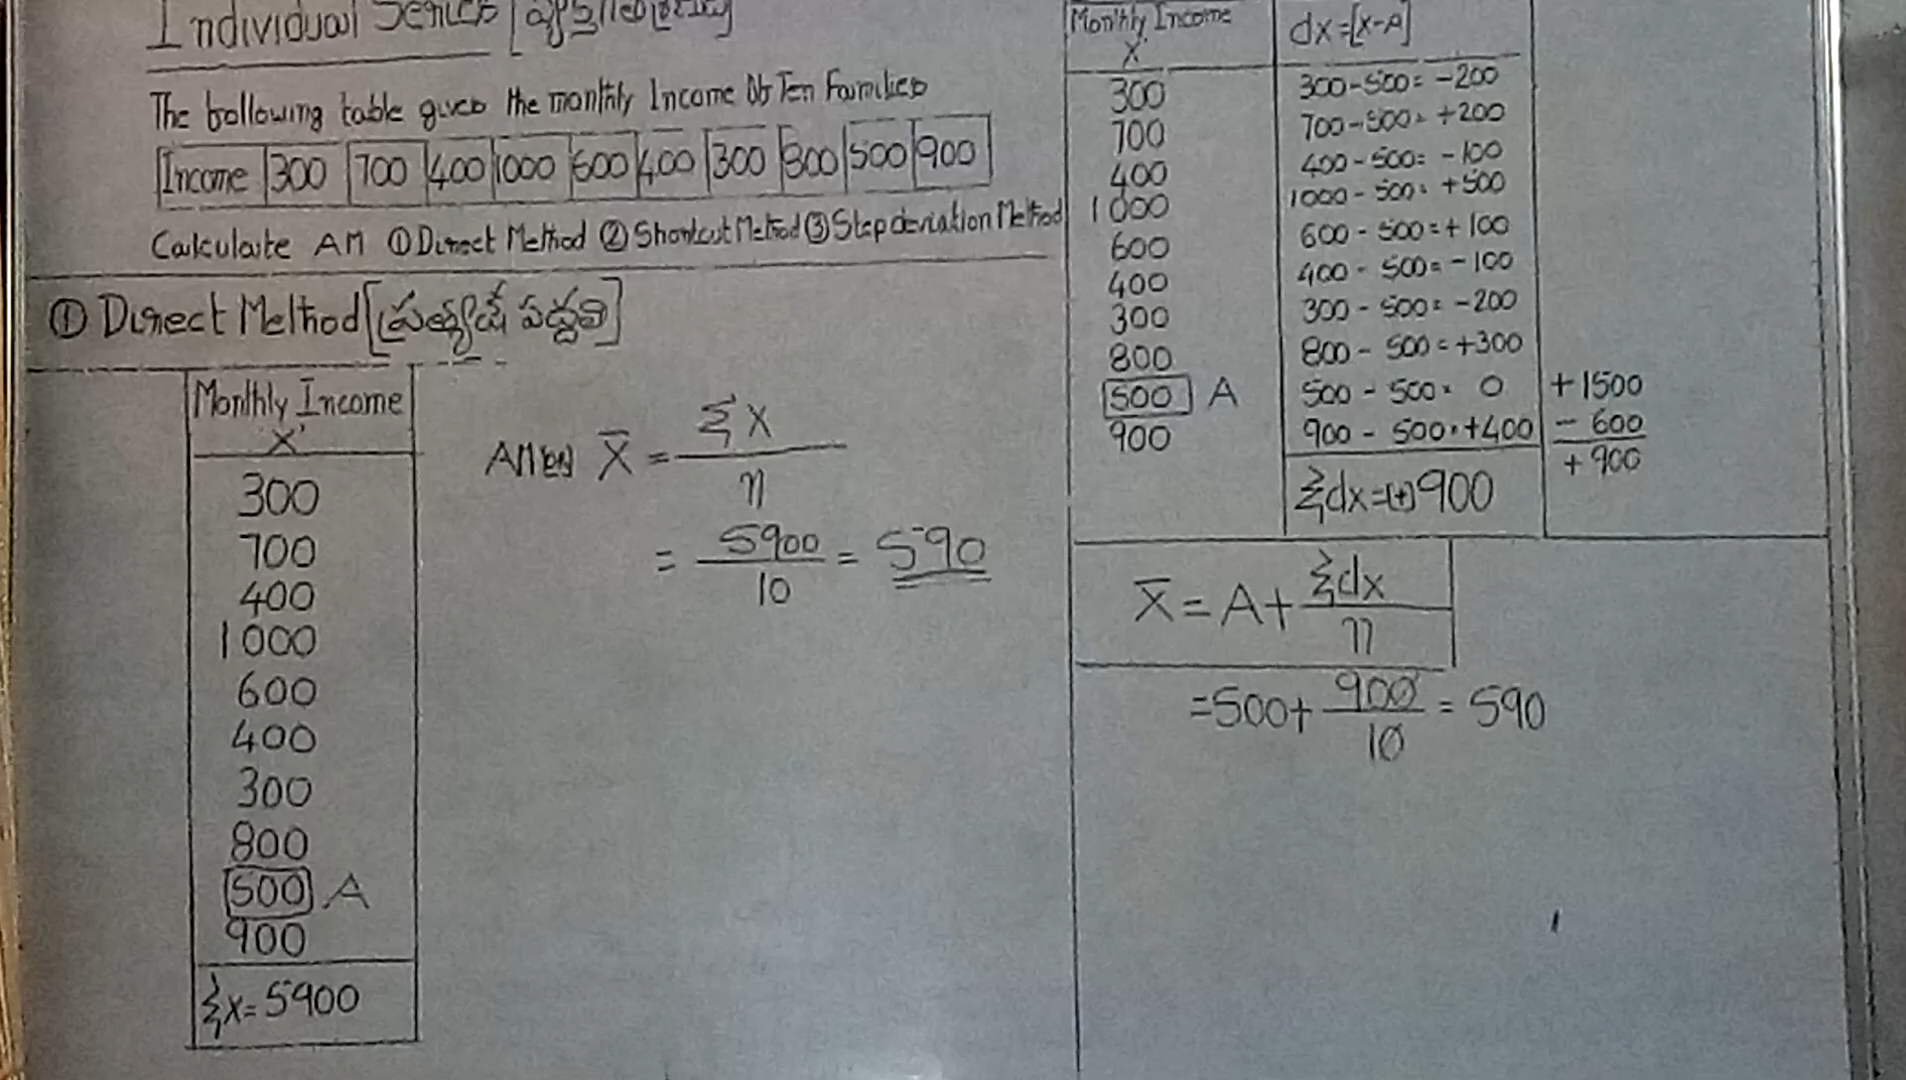 Individual Series
The following table gives the monthly Income Of Ten Families
Income 300 700 400 1000 600 400 300 800 500 900
Calculate AM ① Direct Method ② Shortcut Method ③ Step deviation Method
① Direct Method [ప్రత్యక్ష పద్ధతి]
Monthly Income
X
300
700
400
1000
600
400
300
800
500 A
900
Σx = 5900
X̄ = Σx / n
= 5900 / 10 = 590
Monthly Income X dx = [x-A]
300 300 - 500 = -200
700 700 - 500 = +200
400 400 - 500 = -100
1000 1000 - 500 = +500
600 600 - 500 = +100
400 400 - 500 = -100
300 300 - 500 = -200
800 800 - 500 = +300
500 A 500 - 500 = 0 +1500
900 900 - 500 = +400 - 600
+ 900
Σdx = (+) 900
X̄ = A + Σdx / n
= 500 + 900 / 10 = 590